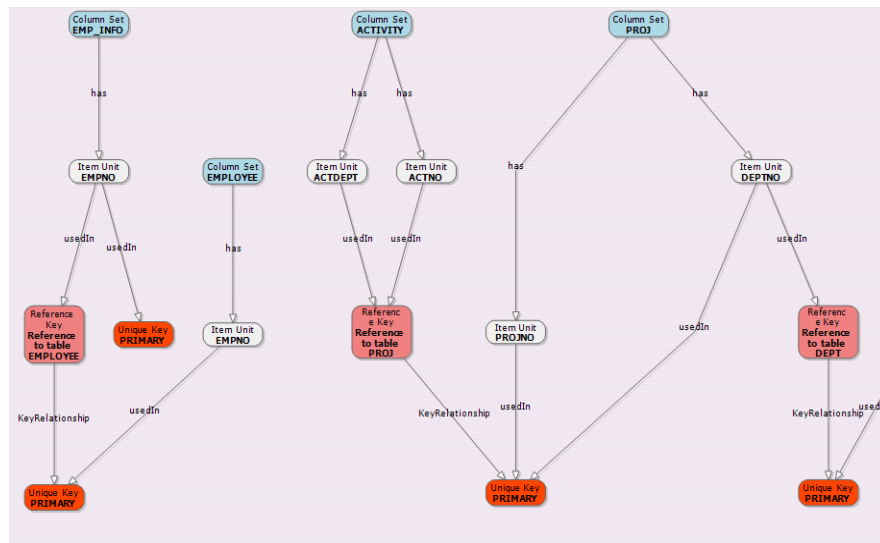 Column Set
EMP_INFO
Column Set
ACTIVITY
Column Set
PROJ
has
has
has
has
has
Item Unit
EMPNO
Column Set
EMPLOYEE
Item Unit
ACTDEPT
Item Unit
ACTNO
Item Unit
DEPTNO
usedIn
usedIn
has
usedIn
usedIn
usedIn
Reference
Key
Reference
to table
EMPLOYEE
Unique Key
PRIMARY
Item Unit
EMPNO
Referenc
e Key
Reference
to table
PROJ
Item Unit
PROJNO
usedIn
Referenc
e Key
Reference
to table
DEPT
KeyRelationship
usedIn
KeyRelationship
usedIn
KeyRelationship
used
Unique Key
PRIMARY
Unique Key
PRIMARY
Unique Key
PRIMARY